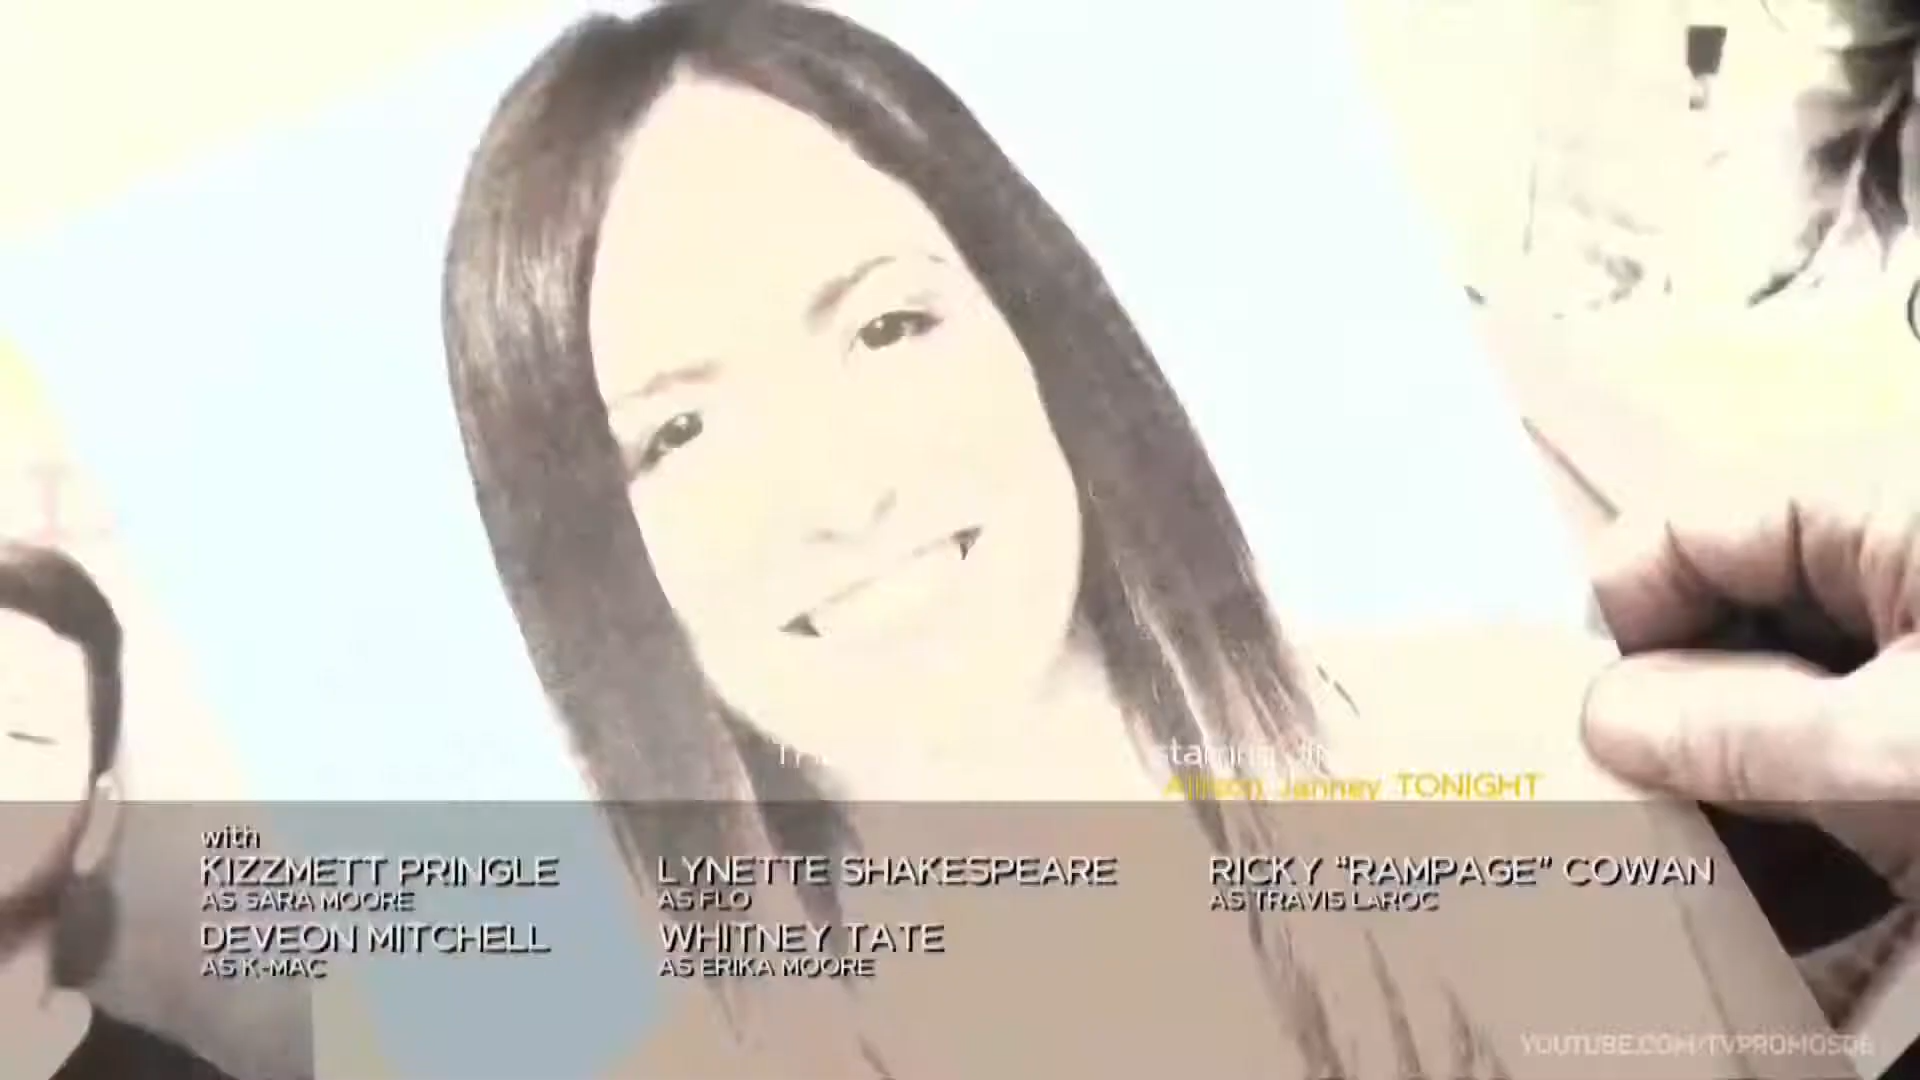 starring
Allison Janney TONIGHT
with
KIZZMETT PRINGLE
AS SARA MOORE
DEVEON MITCHELL
AS K-MAC
LYNETTE SHAKESPEARE
AS FLO
WHITNEY TATE
AS ERIKA MOORE
RICKY “RAMPAGE” COWAN
AS TRAVIS LAROC
YOUTUBE.COM/TVPROMOSDB